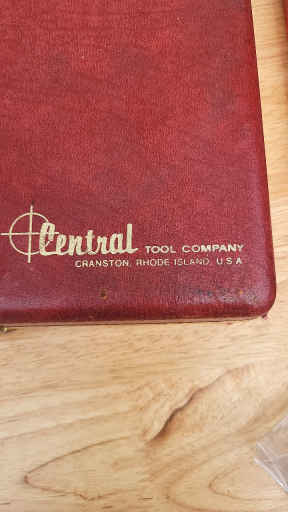 Central TOOL COMPANY
CRANSTON, RHODE ISLAND, U.S.A